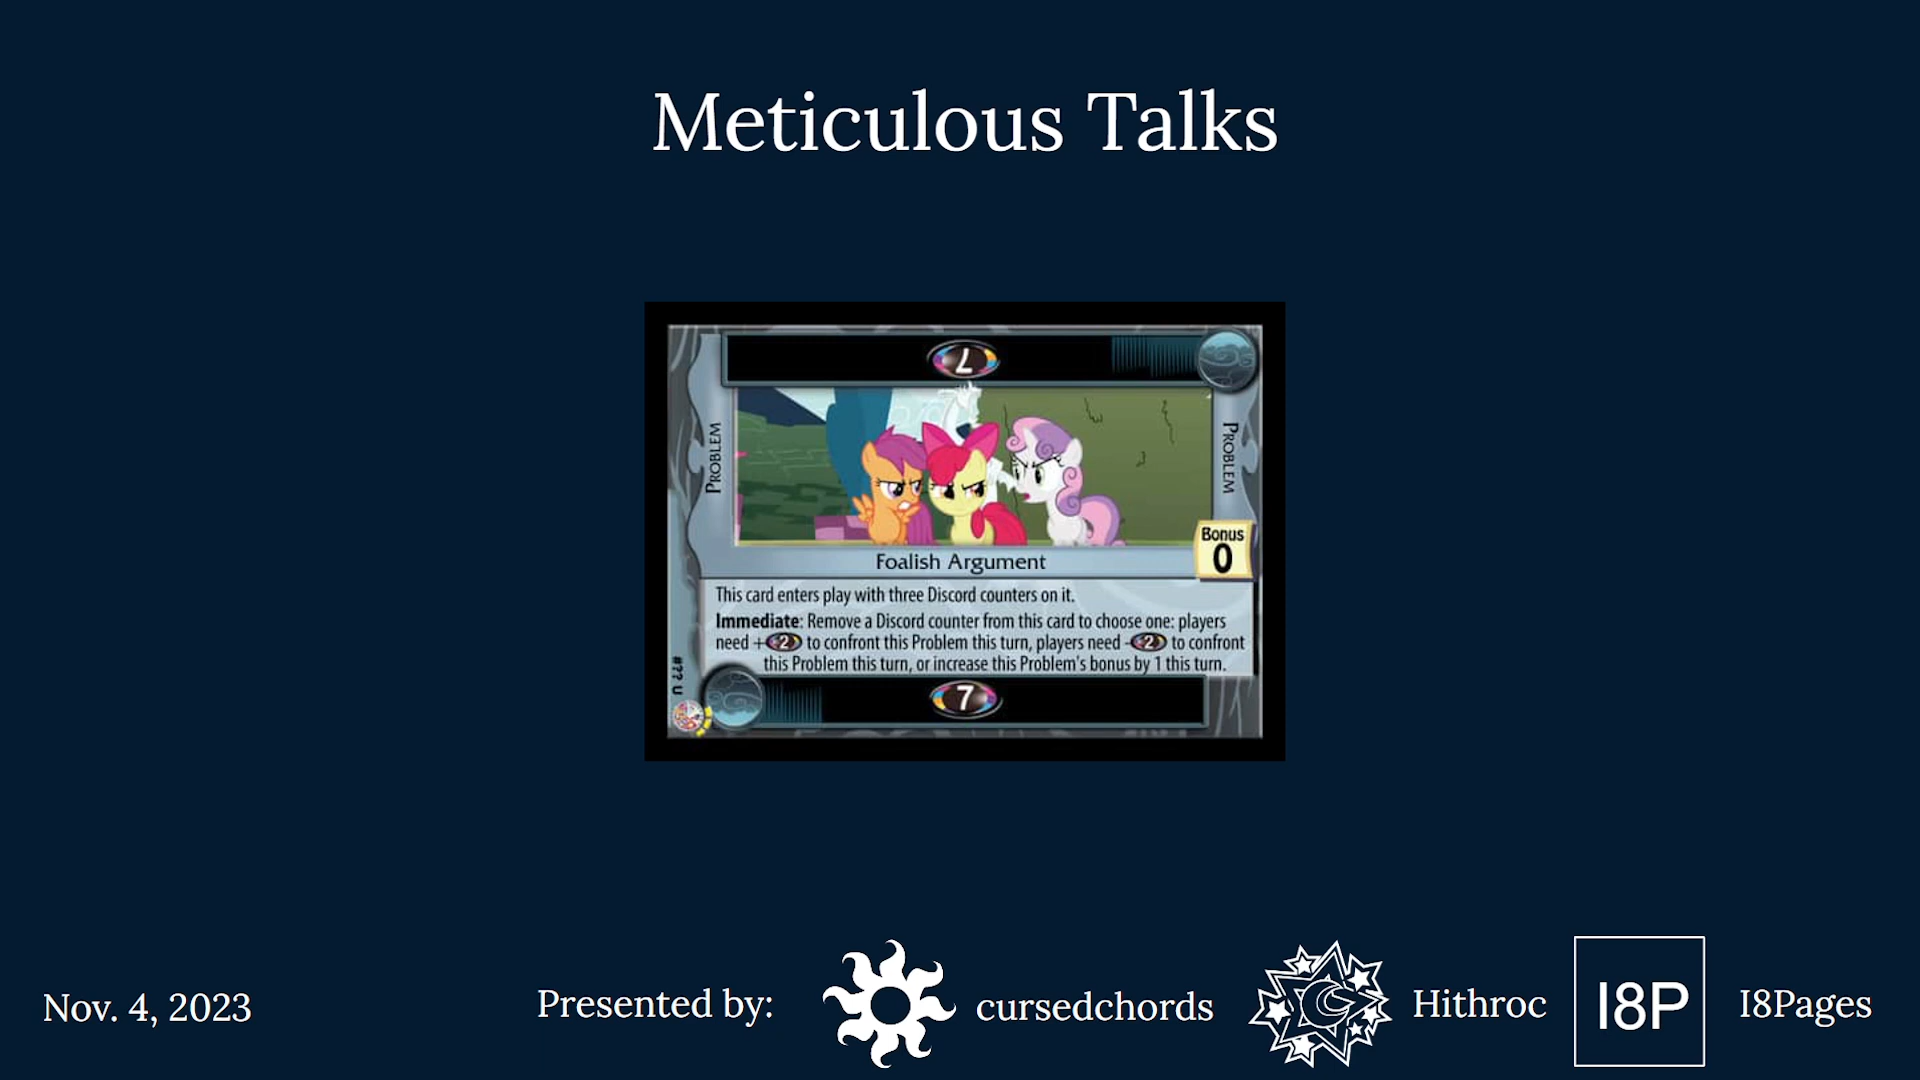 Meticulous Talks
7
PROBLEM
PROBLEM
Bonus
0
Foalish Argument
This card enters play with three Discord counters on it.
Immediate: Remove a Discord counter from this card to choose one: players
need +2 to confront this Problem this turn, players need -2 to confront
this Problem this turn, or increase this Problem's bonus by 1 this turn.
#?? U
7
Nov. 4, 2023
Presented by:
cursedchords
Hithroc
I8P
I8Pages